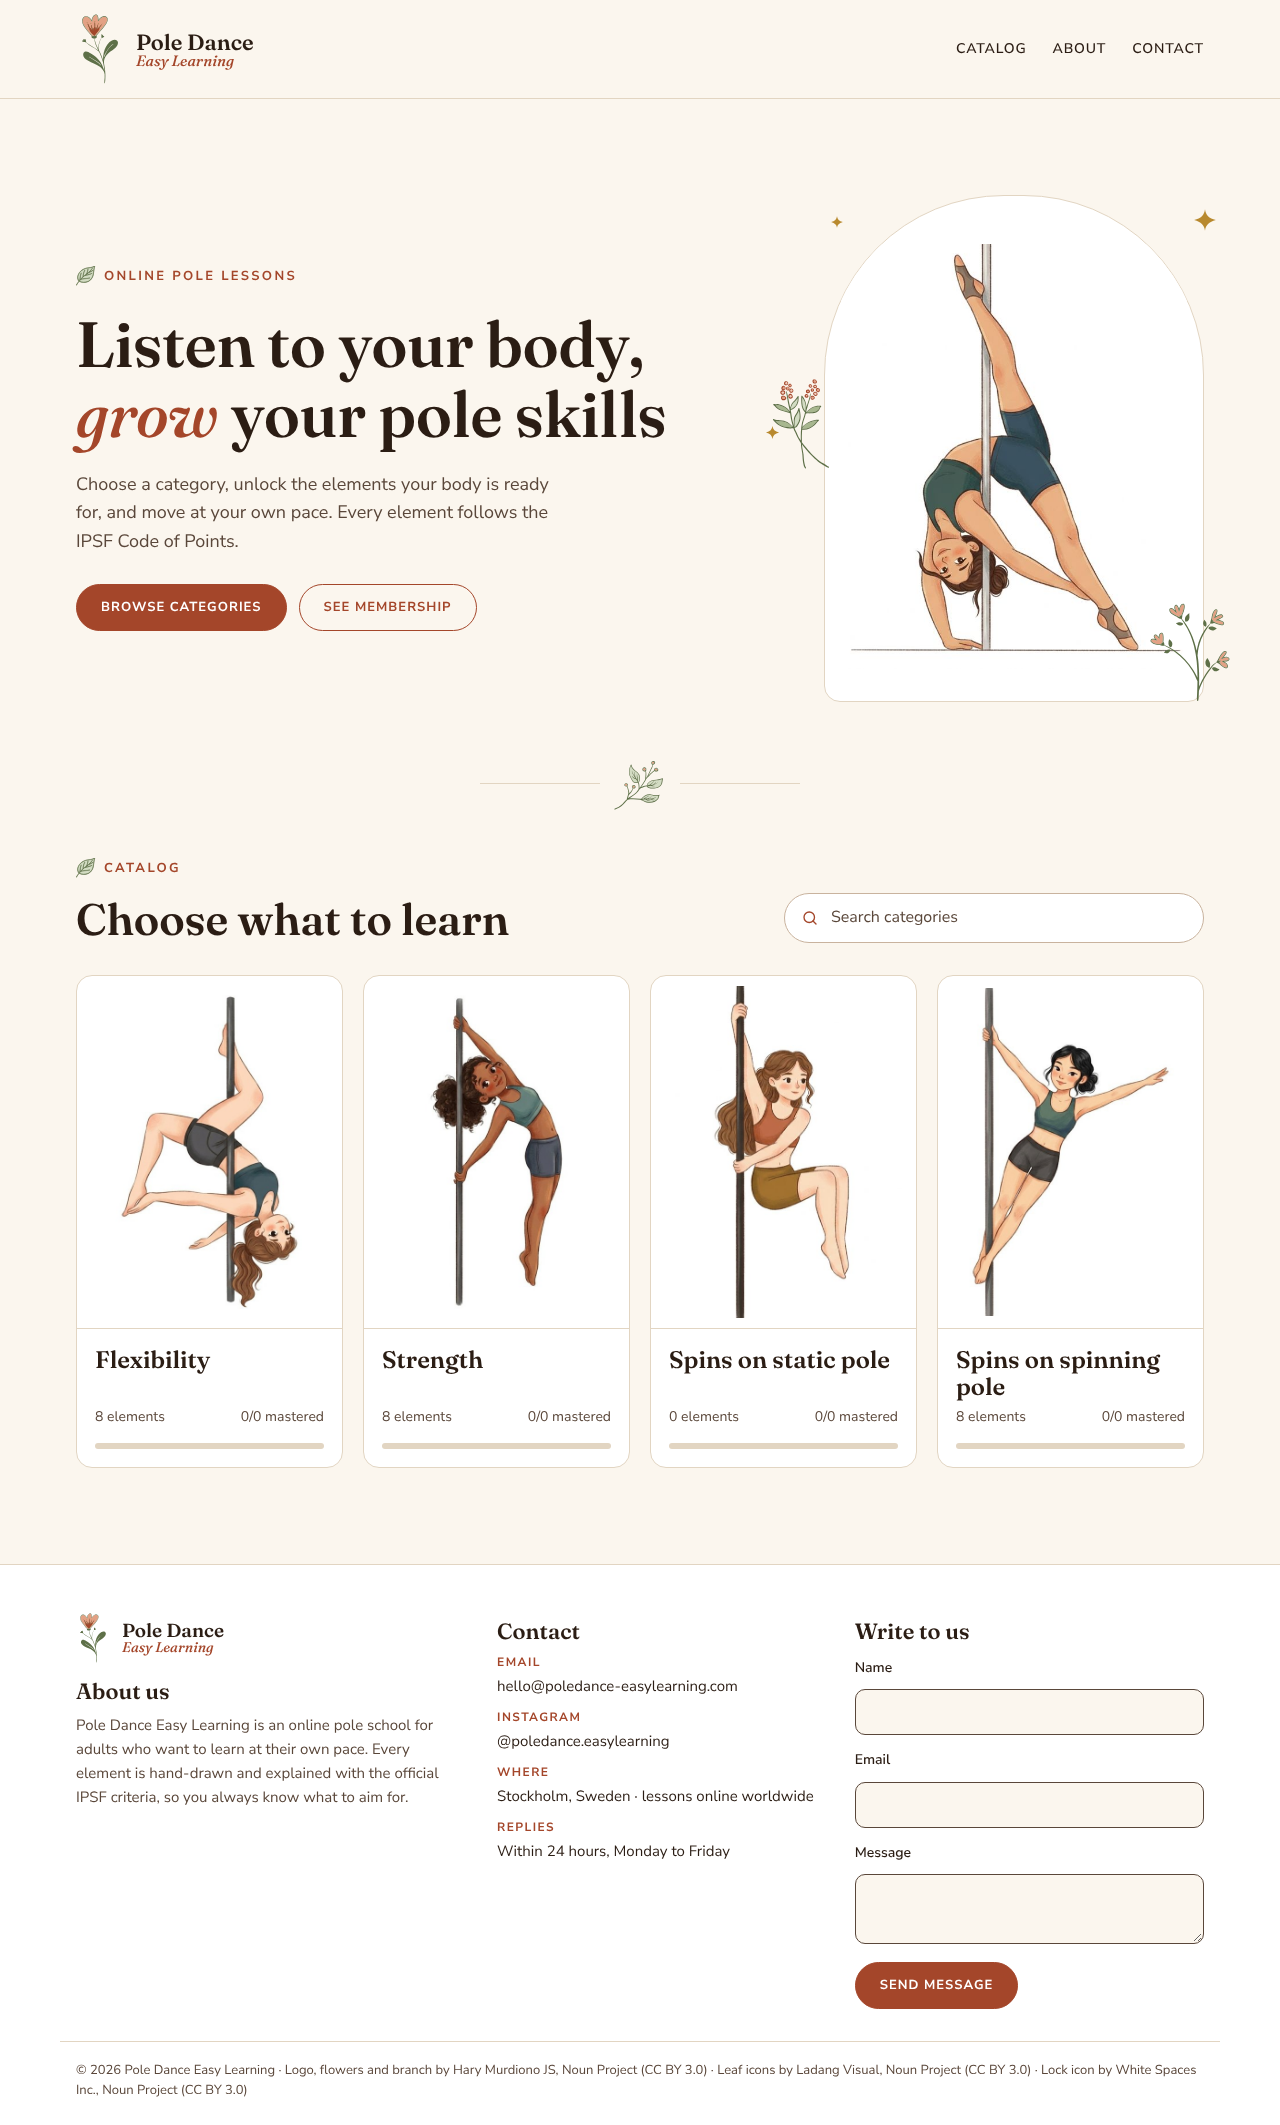 Pole Dance
Easy Learning
CATALOG
ABOUT
CONTACT
ONLINE POLE LESSONS
Listen to your body,
grow your pole skills
Choose a category, unlock the elements your body is ready
for, and move at your own pace. Every element follows the
IPSF Code of Points.
BROWSE CATEGORIES
SEE MEMBERSHIP
CATALOG
Choose what to learn
Search categories
Flexibility
8 elements
0/0 mastered
Strength
8 elements
0/0 mastered
Spins on static pole
0 elements
0/0 mastered
Spins on spinning
pole
8 elements
0/0 mastered
Pole Dance
Easy Learning
About us
Pole Dance Easy Learning is an online pole school for
adults who want to learn at their own pace. Every
element is hand-drawn and explained with the official
IPSF criteria, so you always know what to aim for.
Contact
EMAIL
hello@poledance-easylearning.com
INSTAGRAM
@poledance.easylearning
WHERE
Stockholm, Sweden · lessons online worldwide
REPLIES
Within 24 hours, Monday to Friday
Write to us
Name
Email
Message
SEND MESSAGE
© 2026 Pole Dance Easy Learning · Logo, flowers and branch by Hary Murdiono JS, Noun Project (CC BY 3.0) · Leaf icons by Ladang Visual, Noun Project (CC BY 3.0) · Lock icon by White Spaces
Inc., Noun Project (CC BY 3.0)